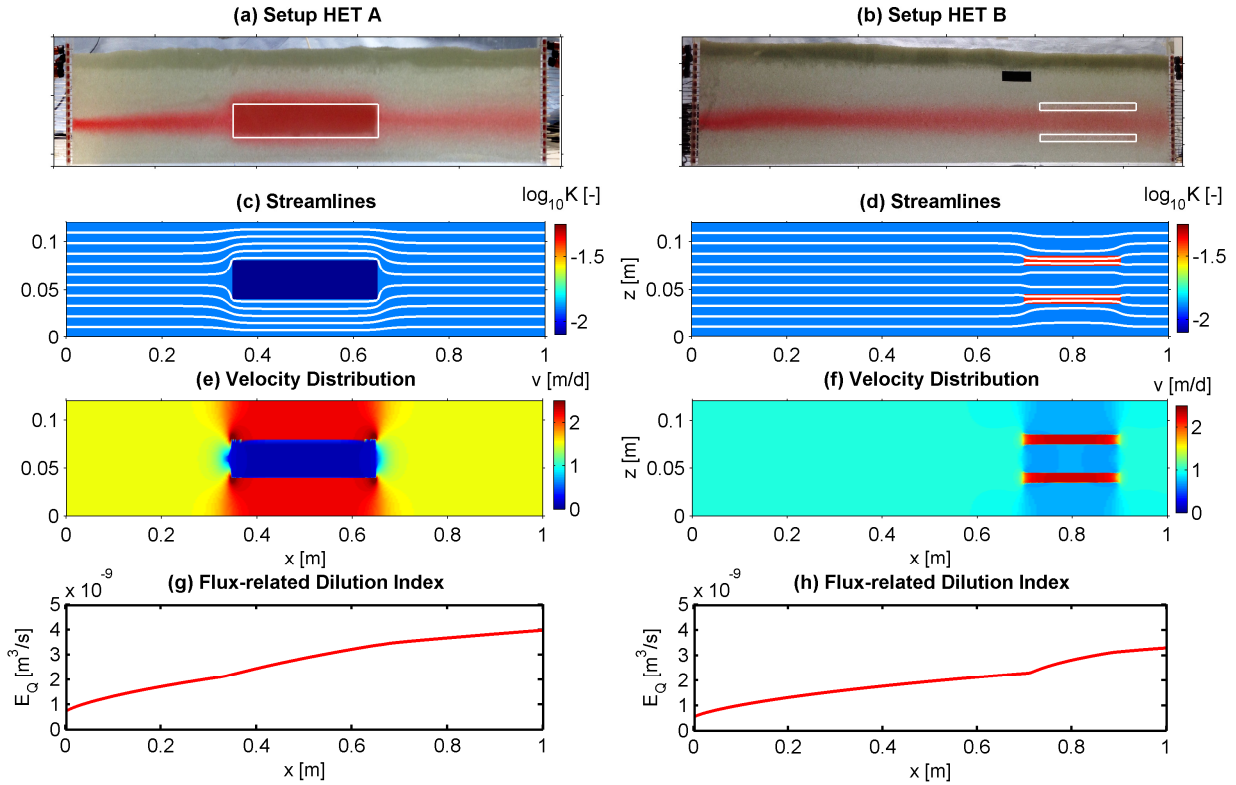 (a) Setup HET A
(b) Setup HET B
(c) Streamlines
log10K [-]
0.1
0.05
0
-1.5
-2
0 0.2 0.4 0.6 0.8 1
(d) Streamlines
log10K [-]
z [m]
0.1
0.05
0
-1.5
-2
0 0.2 0.4 0.6 0.8 1
(e) Velocity Distribution
v [m/d]
0.1
0.05
0
2
1
0
0 0.2 0.4 0.6 0.8 1
x [m]
(f) Velocity Distribution
v [m/d]
z [m]
0.1
0.05
0
2
1
0
0 0.2 0.4 0.6 0.8 1
x [m]
(g) Flux-related Dilution Index
x 10^-9
EQ [m³/s]
5
4
3
2
1
0
0 0.2 0.4 0.6 0.8 1
x [m]
(h) Flux-related Dilution Index
x 10^-9
EQ [m³/s]
5
4
3
2
1
0
0 0.2 0.4 0.6 0.8 1
x [m]